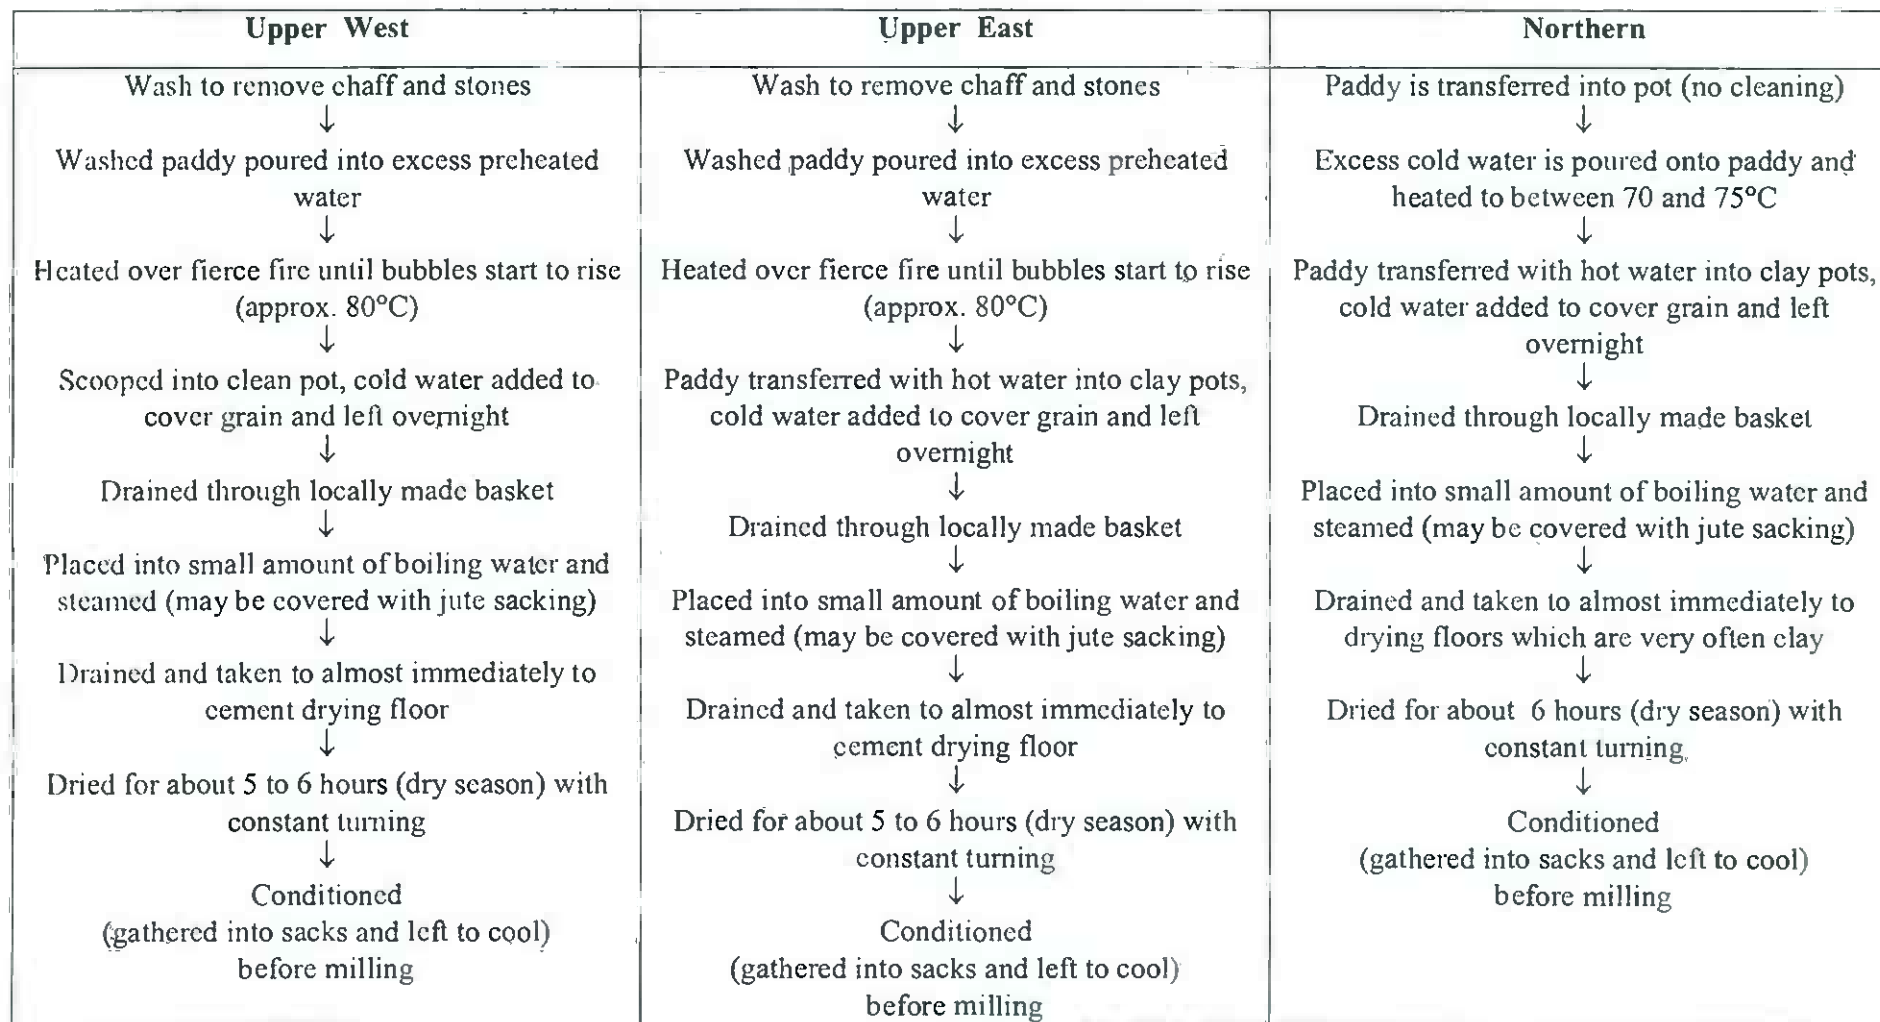 Upper West
Wash to remove chaff and stones
↓
Washed paddy poured into excess preheated
water
↓
Heated over fierce fire until bubbles start to rise
(approx. 80°C)
↓
Scooped into clean pot, cold water added to
cover grain and left overnight
↓
Drained through locally made basket
↓
Placed into small amount of boiling water and
steamed (may be covered with jute sacking)
↓
Drained and taken to almost immediately to
cement drying floor
↓
Dried for about 5 to 6 hours (dry season) with
constant turning
↓
Conditioned
(gathered into sacks and left to cool)
before milling
Upper East
Wash to remove chaff and stones
↓
Washed paddy poured into excess preheated
water
↓
Heated over fierce fire until bubbles start to rise
(approx. 80°C)
↓
Paddy transferred with hot water into clay pots,
cold water added to cover grain and left
overnight
↓
Drained through locally made basket
↓
Placed into small amount of boiling water and
steamed (may be covered with jute sacking)
↓
Drained and taken to almost immediately to
cement drying floor
↓
Dried for about 5 to 6 hours (dry season) with
constant turning
↓
Conditioned
(gathered into sacks and left to cool)
before milling
Northern
Paddy is transferred into pot (no cleaning)
↓
Excess cold water is poured onto paddy and
heated to between 70 and 75°C
↓
Paddy transferred with hot water into clay pots,
cold water added to cover grain and left
overnight
↓
Drained through locally made basket
↓
Placed into small amount of boiling water and
steamed (may be covered with jute sacking)
↓
Drained and taken to almost immediately to
drying floors which are very often clay
↓
Dried for about 6 hours (dry season) with
constant turning
↓
Conditioned
(gathered into sacks and left to cool)
before milling